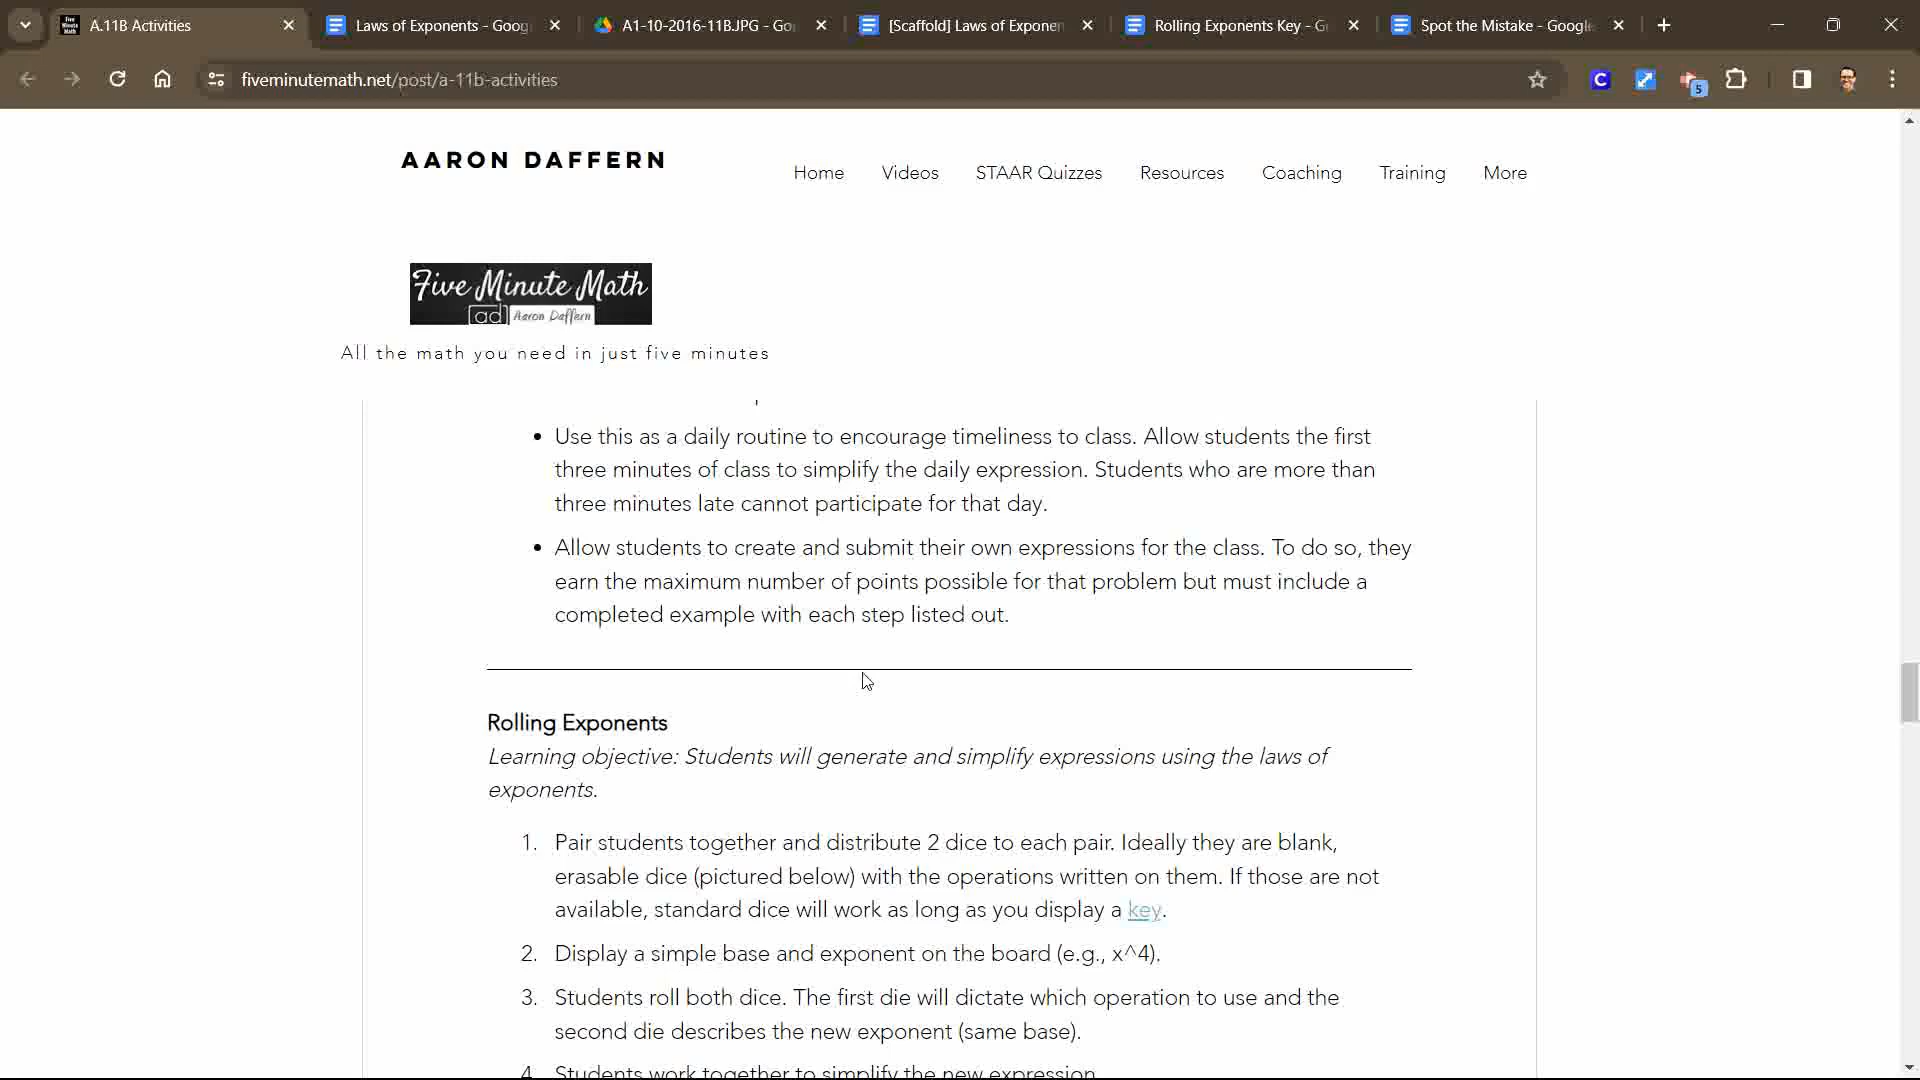 A.11B Activities
Laws of Exponents - Goog
A1-10-2016-11B.JPG - Go
[Scaffold] Laws of Exponen
Rolling Exponents Key - G
Spot the Mistake - Google
fiveminutemath.net/post/a-11b-activities
5
AARON DAFFERN
Home Videos STAAR Quizzes Resources Coaching Training More
Five Minute Math
ad Aaron Daffern
All the math you need in just five minutes
• Use this as a daily routine to encourage timeliness to class. Allow students the first
three minutes of class to simplify the daily expression. Students who are more than
three minutes late cannot participate for that day.
• Allow students to create and submit their own expressions for the class. To do so, they
earn the maximum number of points possible for that problem but must include a
completed example with each step listed out.
Rolling Exponents
Learning objective: Students will generate and simplify expressions using the laws of
exponents.
1. Pair students together and distribute 2 dice to each pair. Ideally they are blank,
erasable dice (pictured below) with the operations written on them. If those are not
available, standard dice will work as long as you display a key.
2. Display a simple base and exponent on the board (e.g., x^4).
3. Students roll both dice. The first die will dictate which operation to use and the
second die describes the new exponent (same base).
4. Students work together to simplify the new expression.